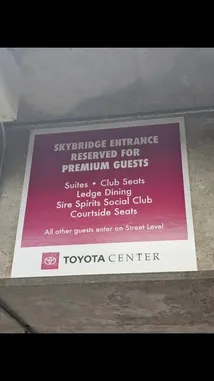 SKYBRIDGE ENTRANCE
RESERVED FOR
PREMIUM GUESTS
Suites • Club Seats
Ledge Dining
Sire Spirits Social Club
Courtside Seats
All other guests enter on Street Level
TOYOTA CENTER